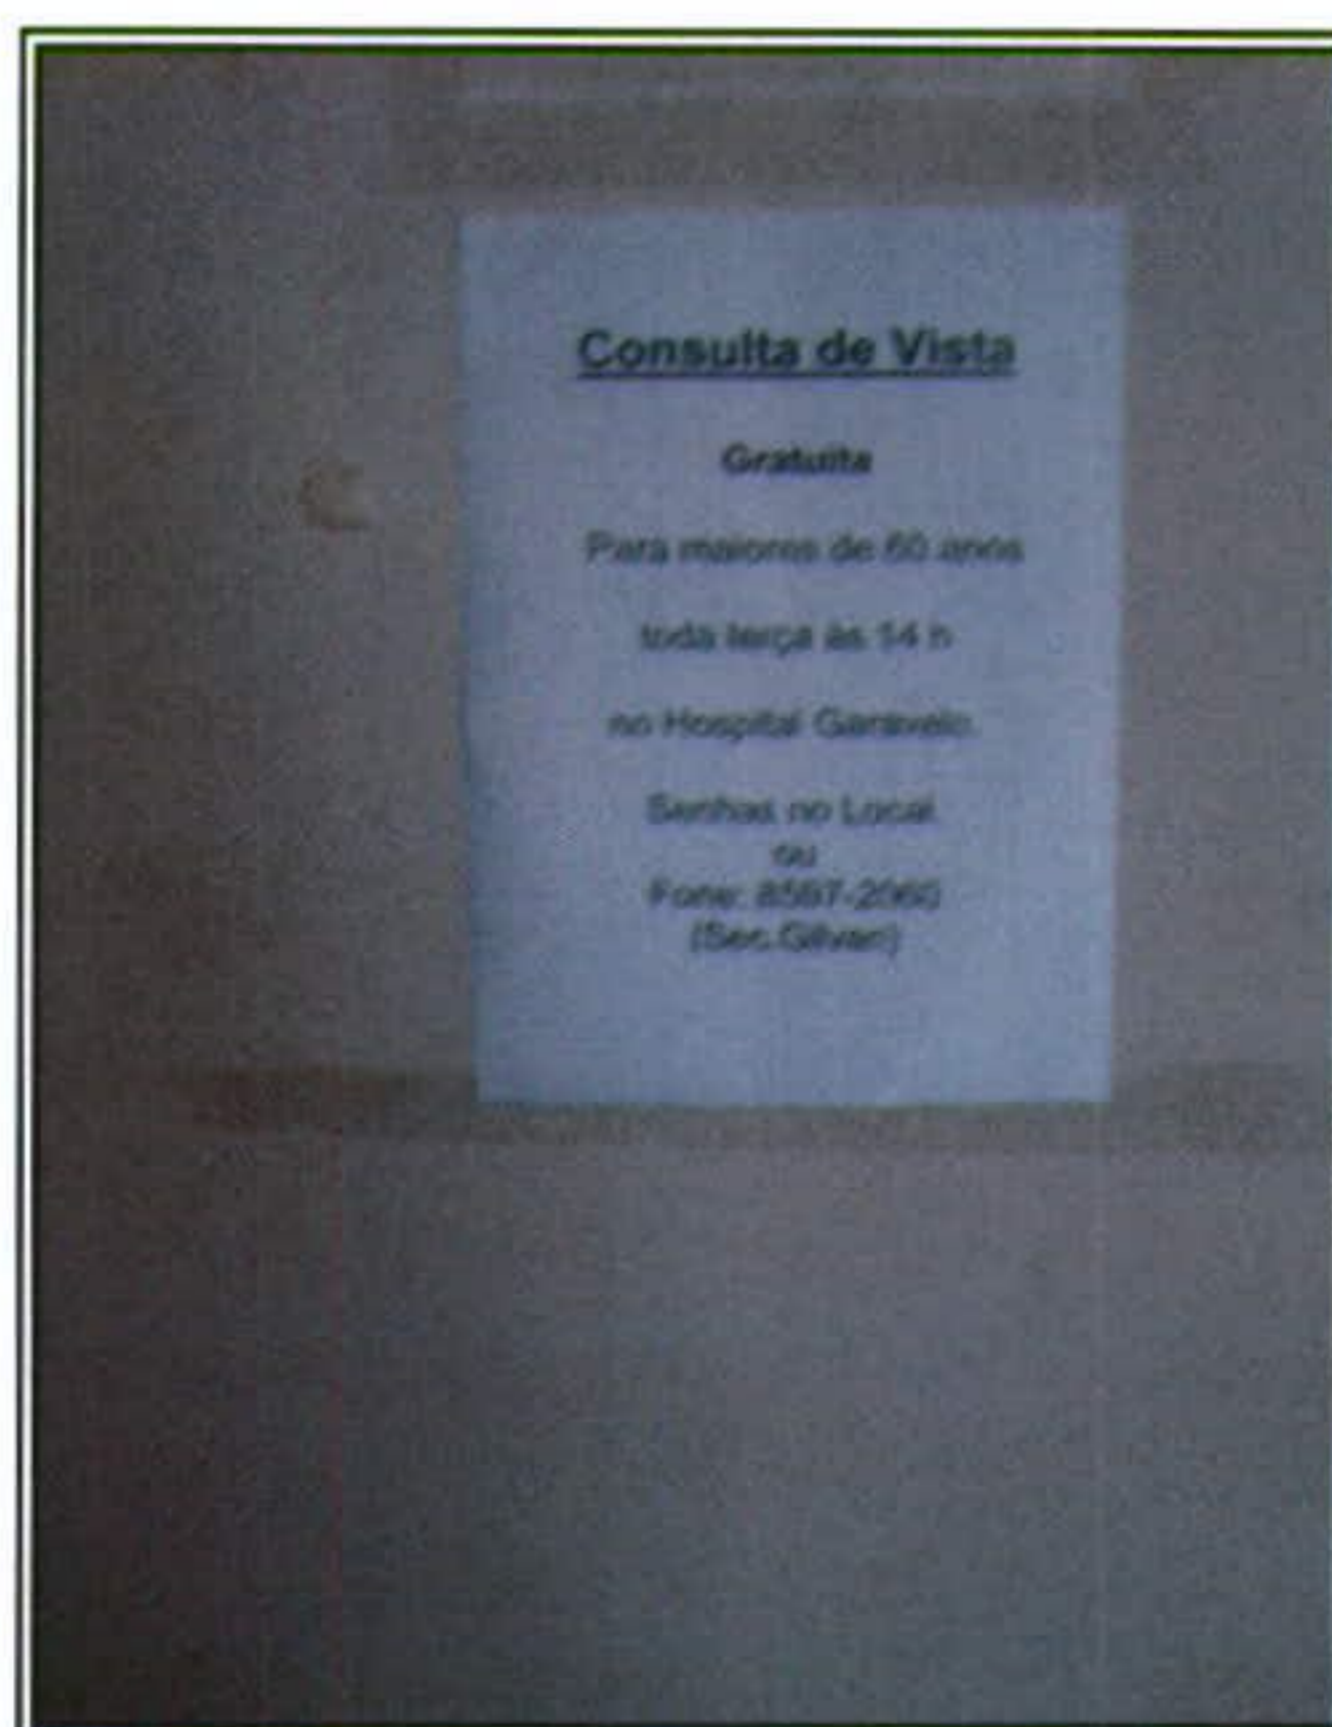 Consulta de Vista
Gratuita
Para maiores de 60 anos
toda terça às 14 h
no Hospital Garavelo.
Senhas no Local
ou
Fone: 8597-2060
(Sec.Gilvan)